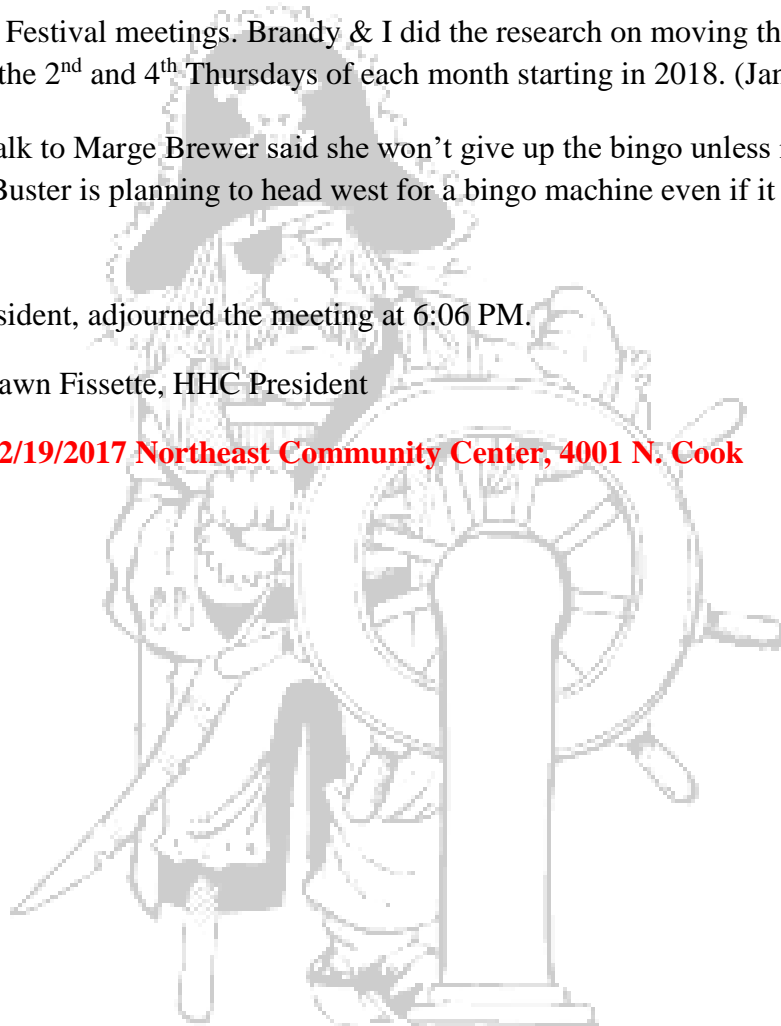 Festival meetings. Brandy & I did the research on moving th
the 2nd and 4th Thursdays of each month starting in 2018. (Jan
alk to Marge Brewer said she won’t give up the bingo unless
Buster is planning to head west for a bingo machine even if it
sident, adjourned the meeting at 6:06 PM.
awn Fissette, HHC President
2/19/2017 Northeast Community Center, 4001 N. Cook